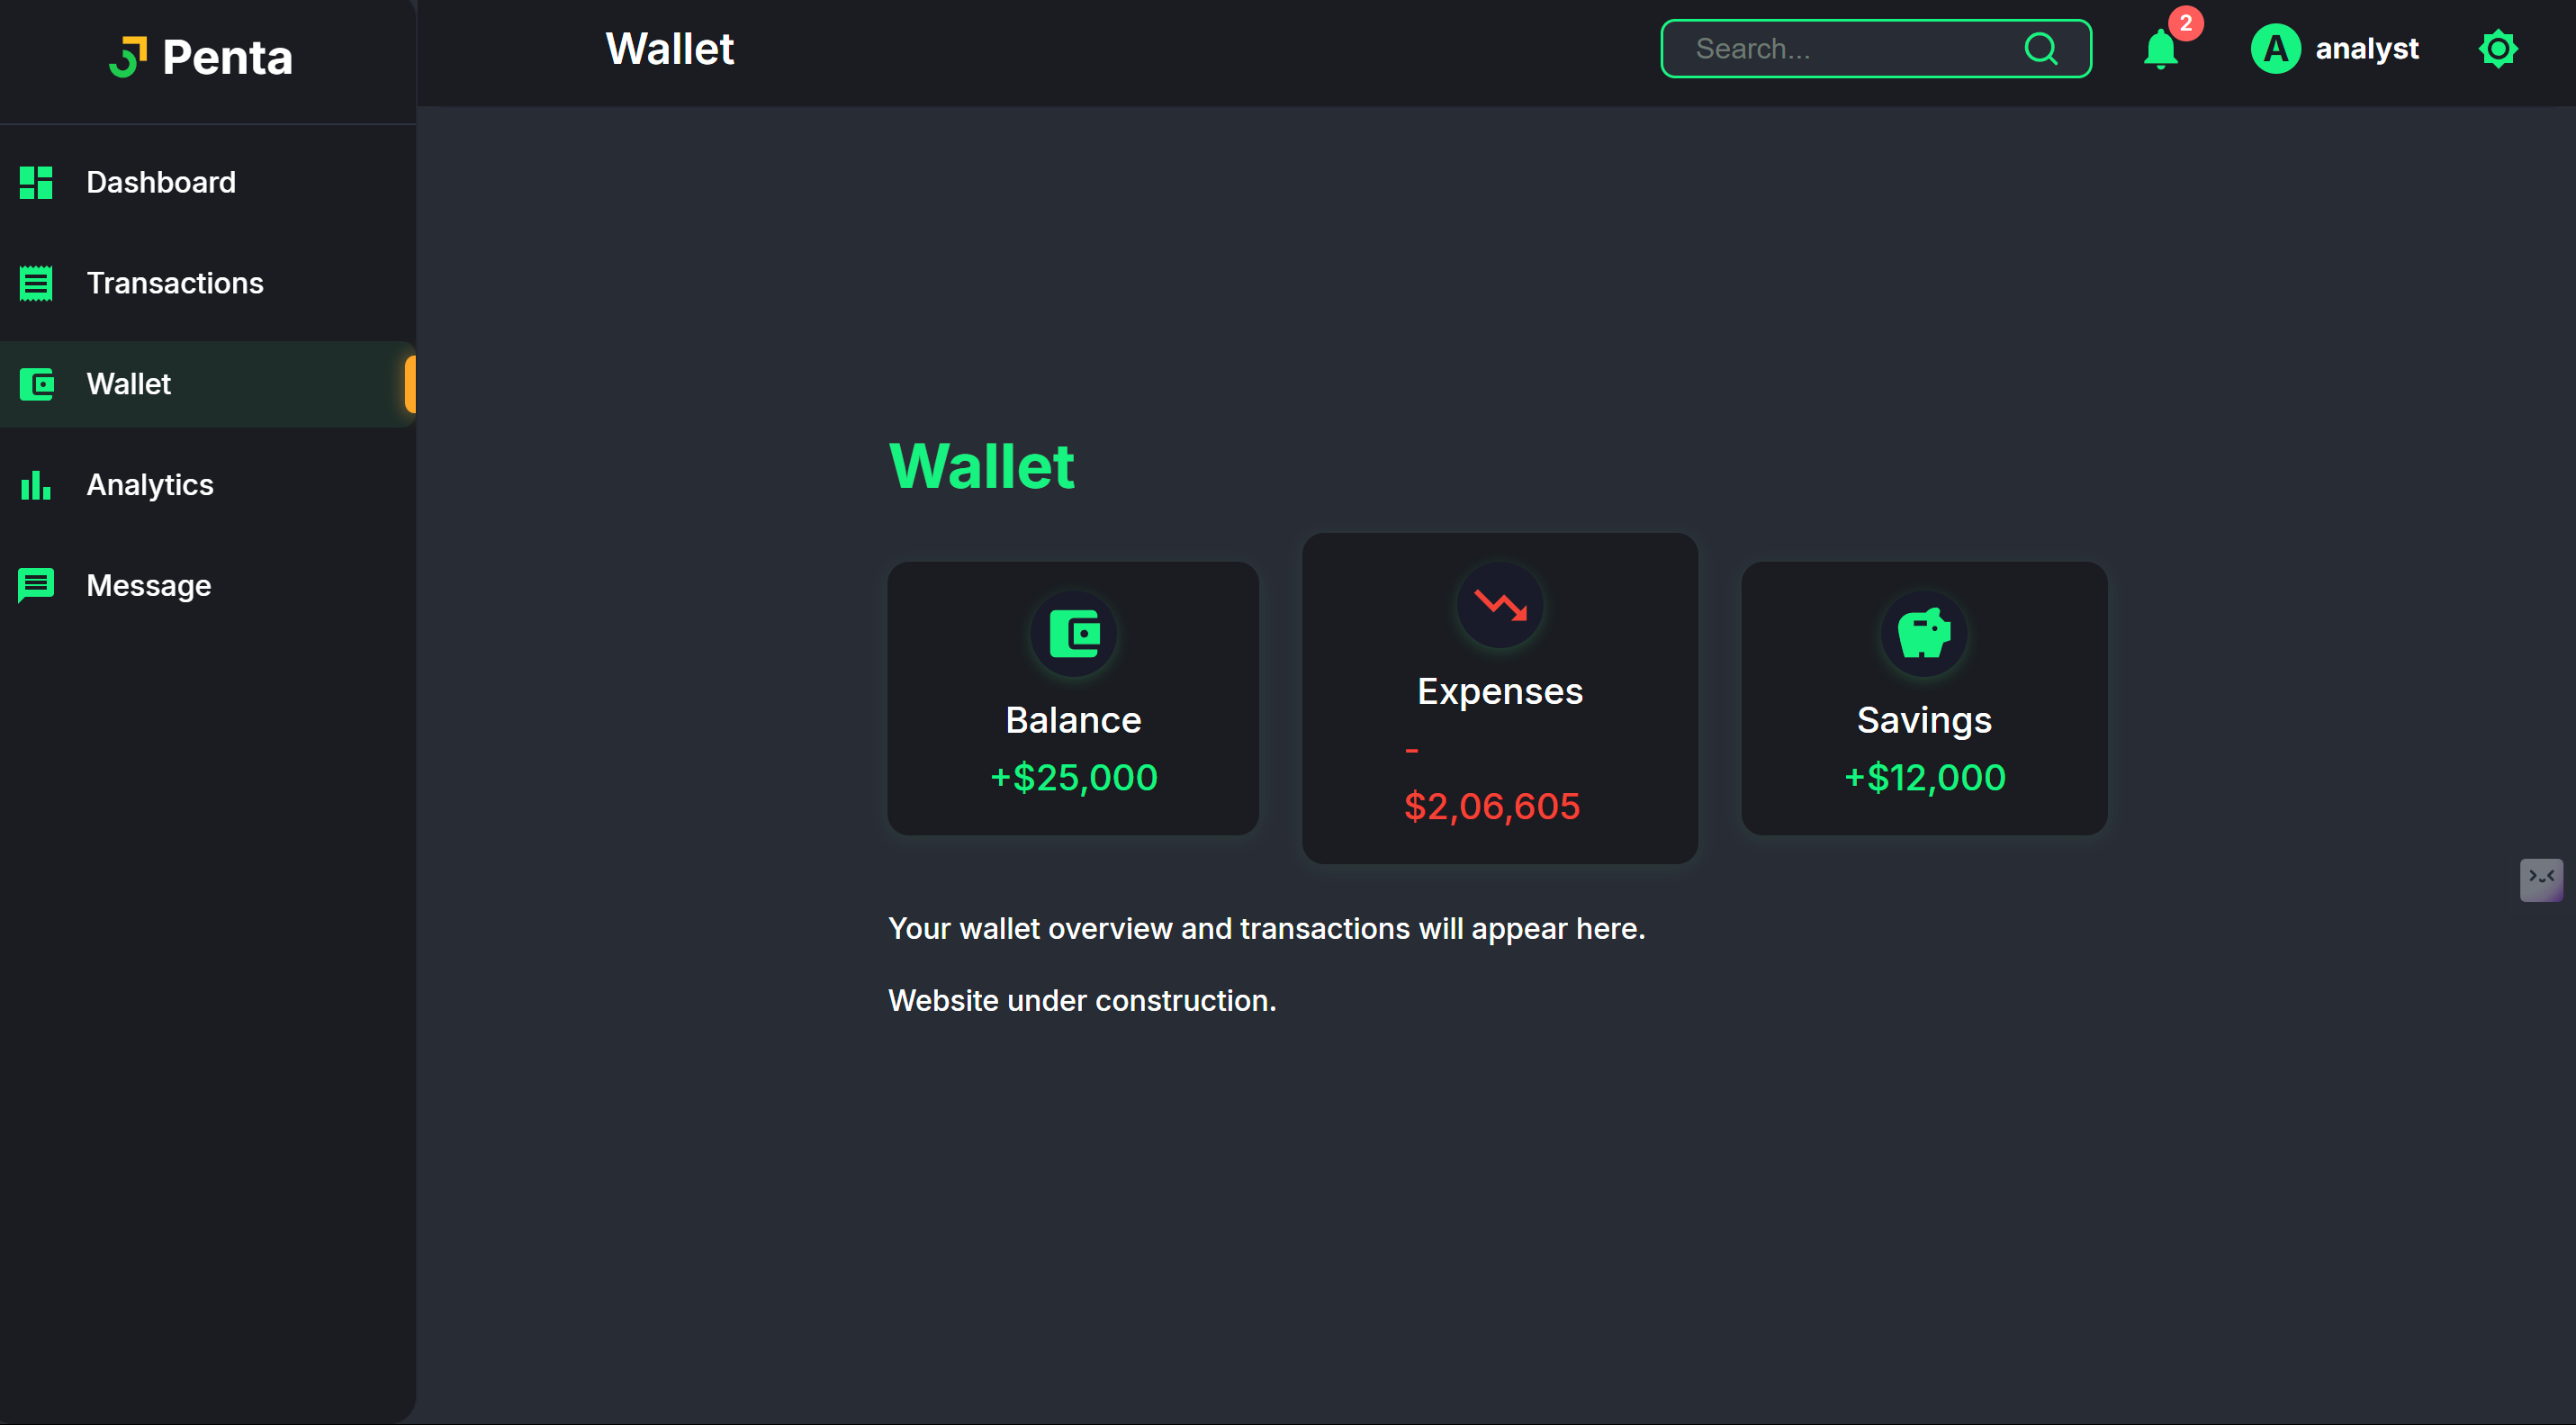 Penta
Wallet
Search...
2
A
analyst
Dashboard
Transactions
Wallet
Analytics
Message
Wallet
Balance
+$25,000
Expenses
-
$2,06,605
Savings
+$12,000
Your wallet overview and transactions will appear here.
Website under construction.